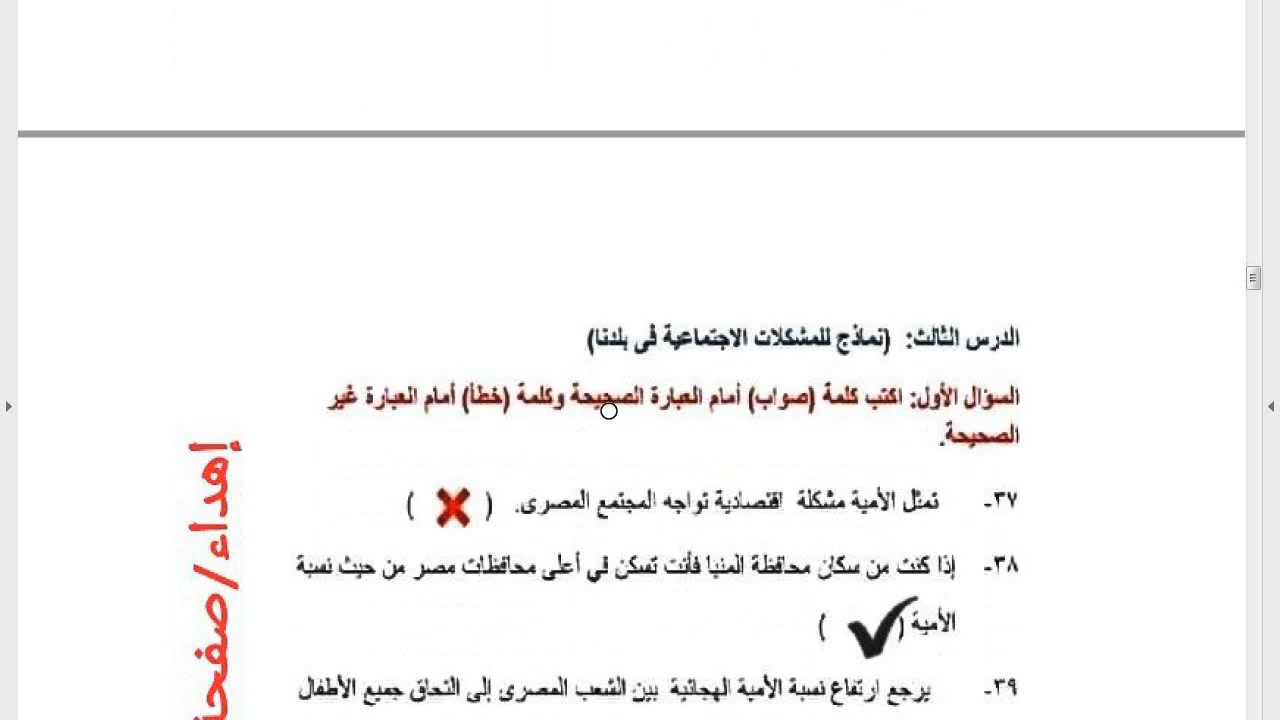 الدرس الثالث: (نماذج للمشكلات الاجتماعية فى بلدنا)
السؤال الأول: اكتب كلمة (صواب) أمام العبارة الصحيحة وكلمة (خطأ) أمام العبارة غير
الصحيحة.
٣٧- تمثل الأمية مشكلة اقتصادية تواجه المجتمع المصرى. ( ✗ )
٣٨- إذا كنت من سكان محافظة المنيا فأنت تسكن في أعلى محافظات مصر من حيث نسبة
الأمية ( ✓ )
٣٩- يرجع ارتفاع نسبة الأمية الهجائية بين الشعب المصرى إلى التحاق جميع الأطفال
إهداء/صفحة